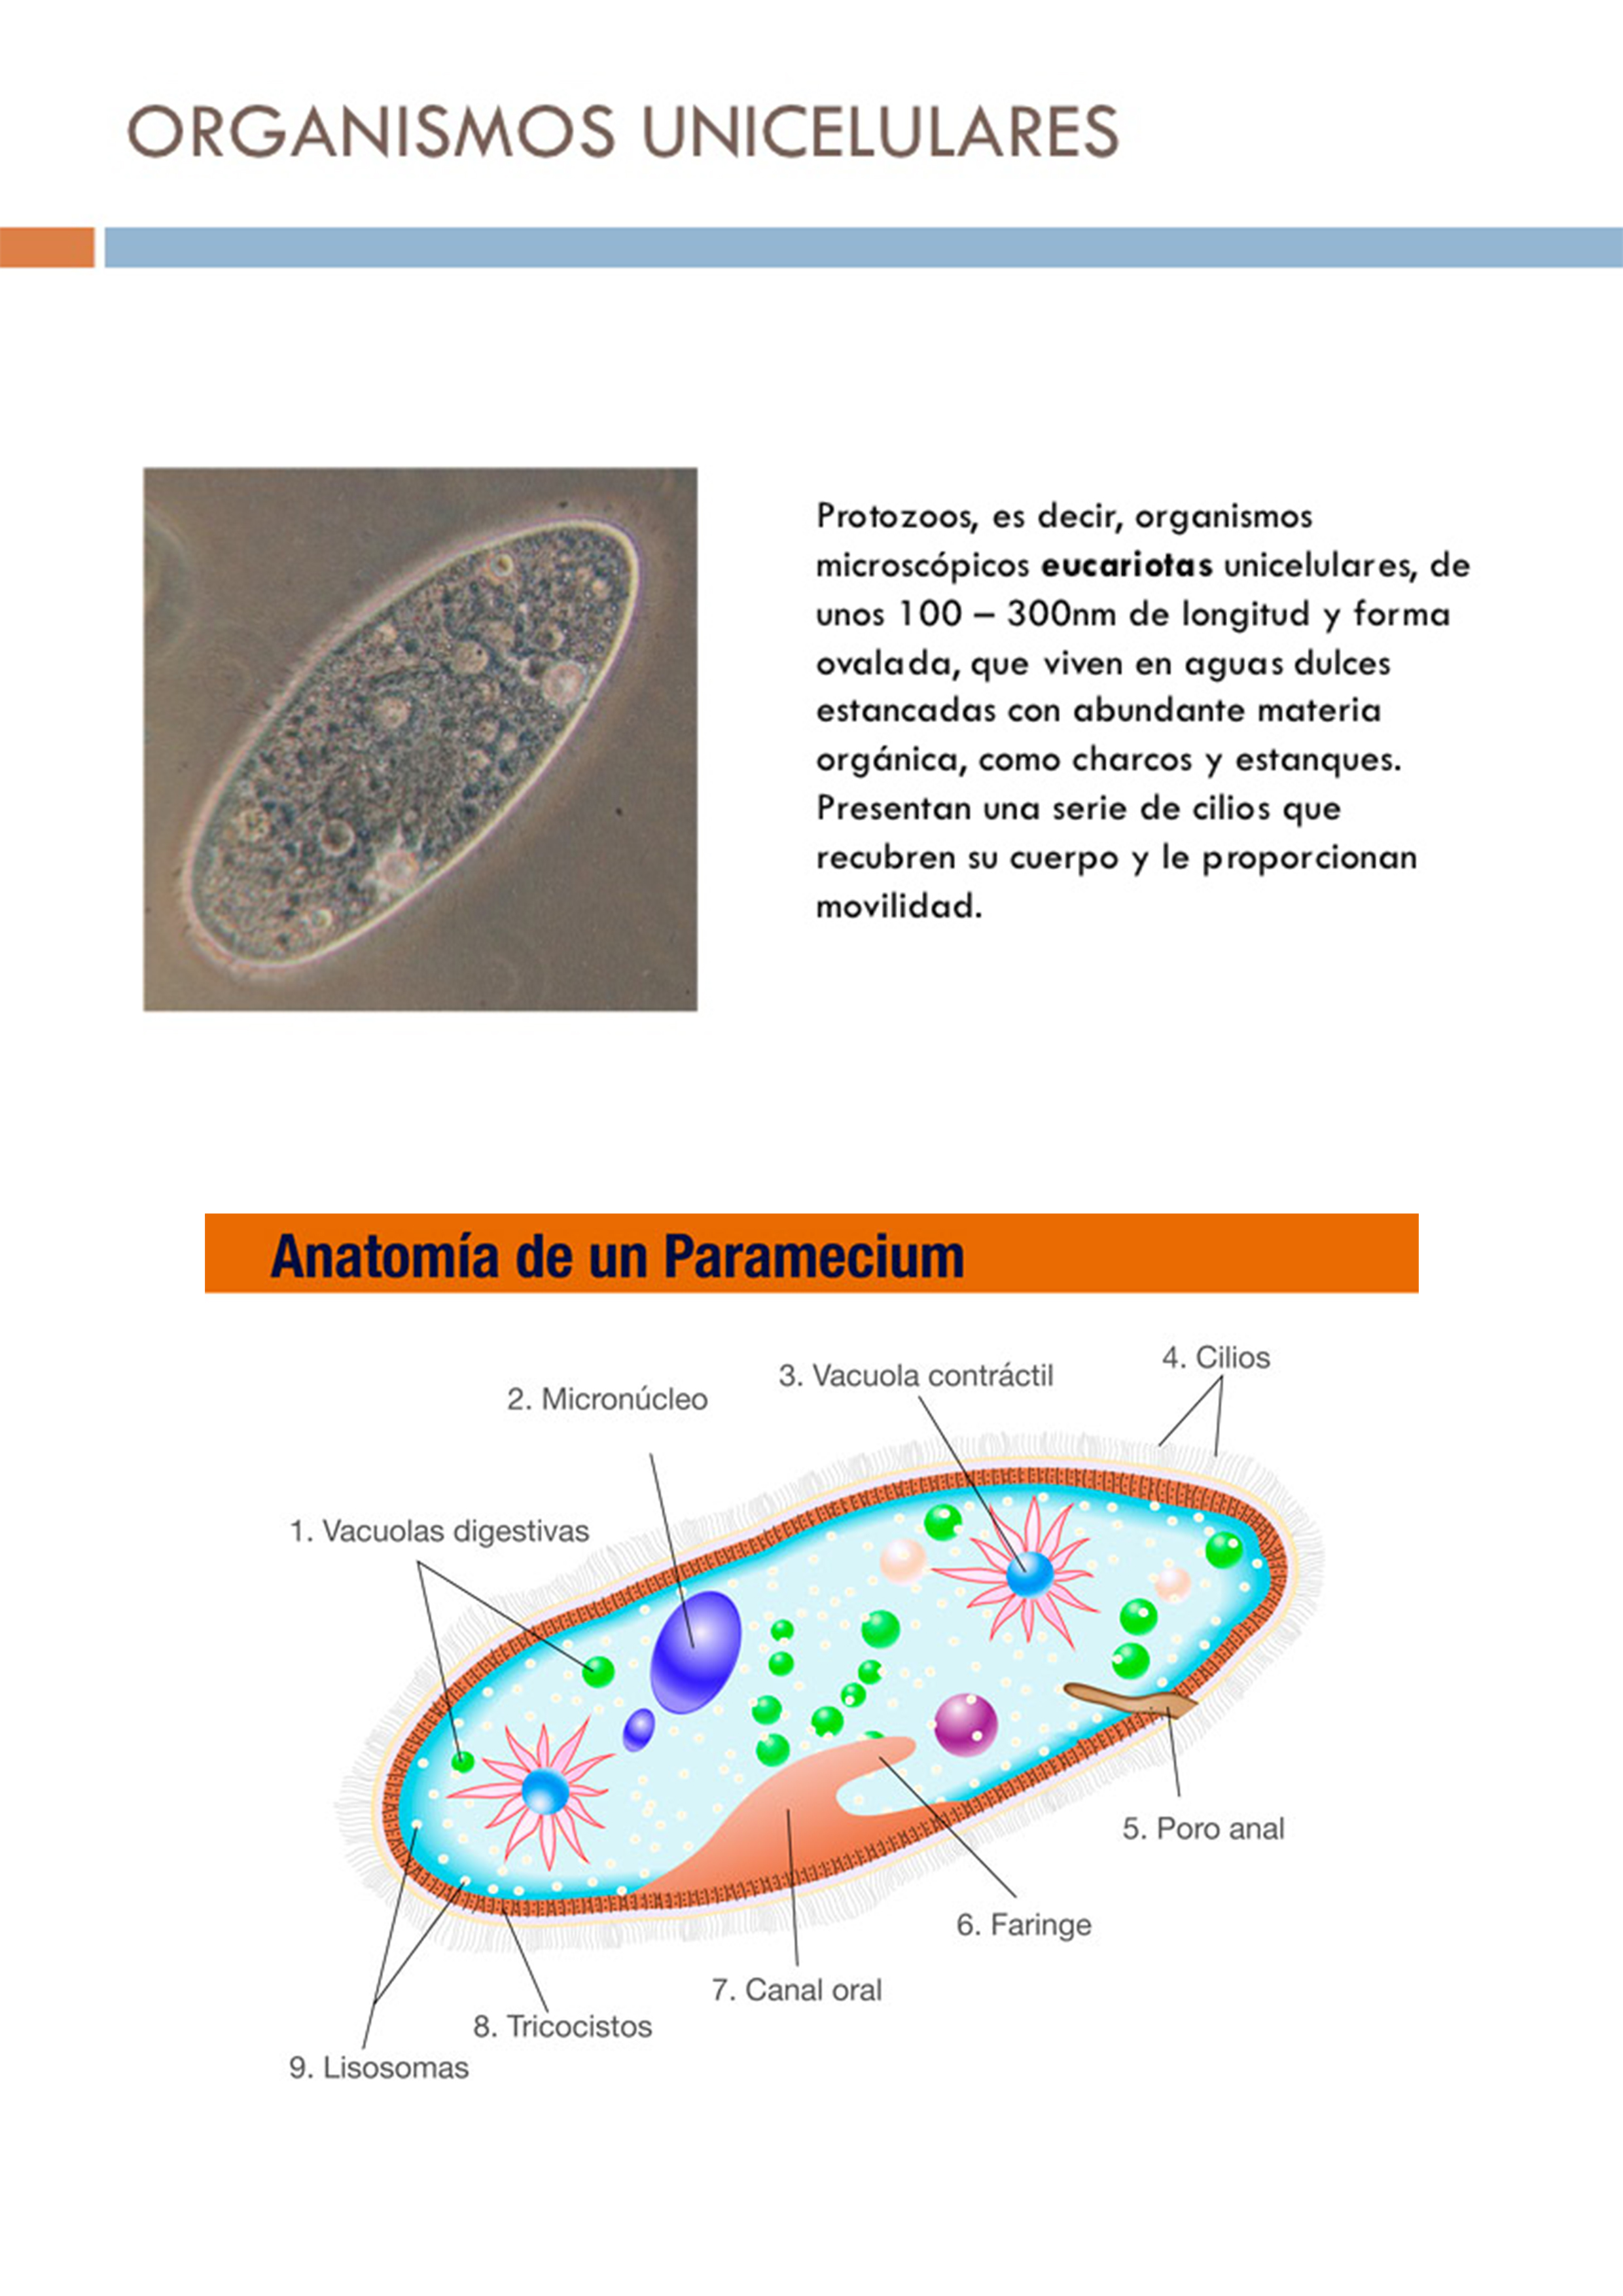 ORGANISMOS UNICELULARES
Protozoos, es decir, organismos
microscópicos eucariotas unicelulares, de
unos 100 – 300nm de longitud y forma
ovalada, que viven en aguas dulces
estancadas con abundante materia
orgánica, como charcos y estanques.
Presentan una serie de cilios que
recubren su cuerpo y le proporcionan
movilidad.
Anatomía de un Paramecium
4. Cilios
3. Vacuola contráctil
2. Micronúcleo
1. Vacuolas digestivas
5. Poro anal
6. Faringe
7. Canal oral
8. Tricocistos
9. Lisosomas